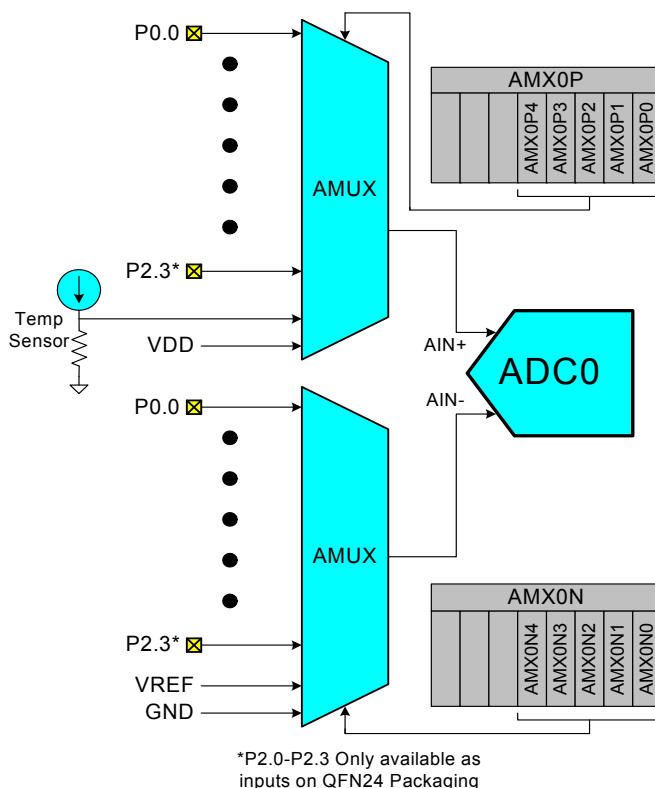 P0.0
AMX0P
AMX0P4
AMX0P3
AMX0P2
AMX0P1
AMX0P0
AMUX
P2.3*
Temp
Sensor
VDD
AIN+
ADC0
AIN-
P0.0
AMUX
AMX0N
AMX0N4
AMX0N3
AMX0N2
AMX0N1
AMX0N0
P2.3*
VREF
GND
*P2.0-P2.3 Only available as
inputs on QFN24 Packaging